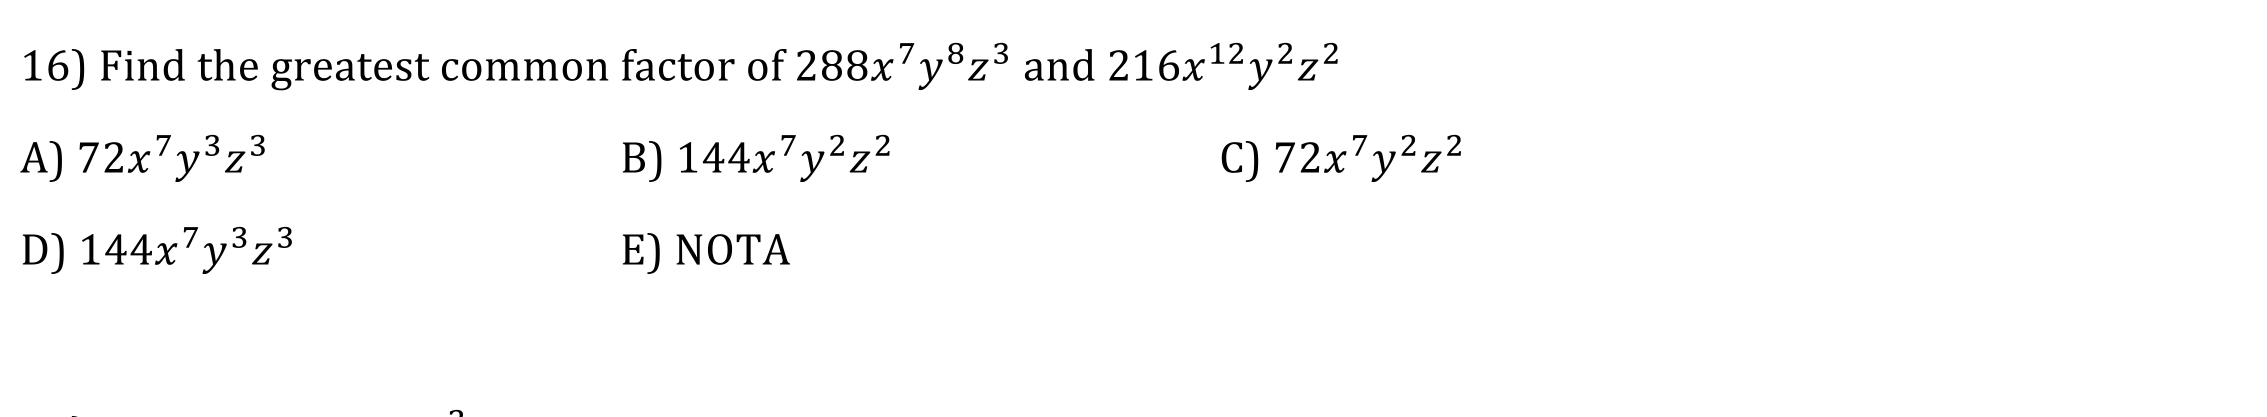 16) Find the greatest common factor of 288x⁷y⁸z³ and 216x¹²y²z²
A) 72x⁷y³z³ B) 144x⁷y²z² C) 72x⁷y²z²
D) 144x⁷y³z³ E) NOTA